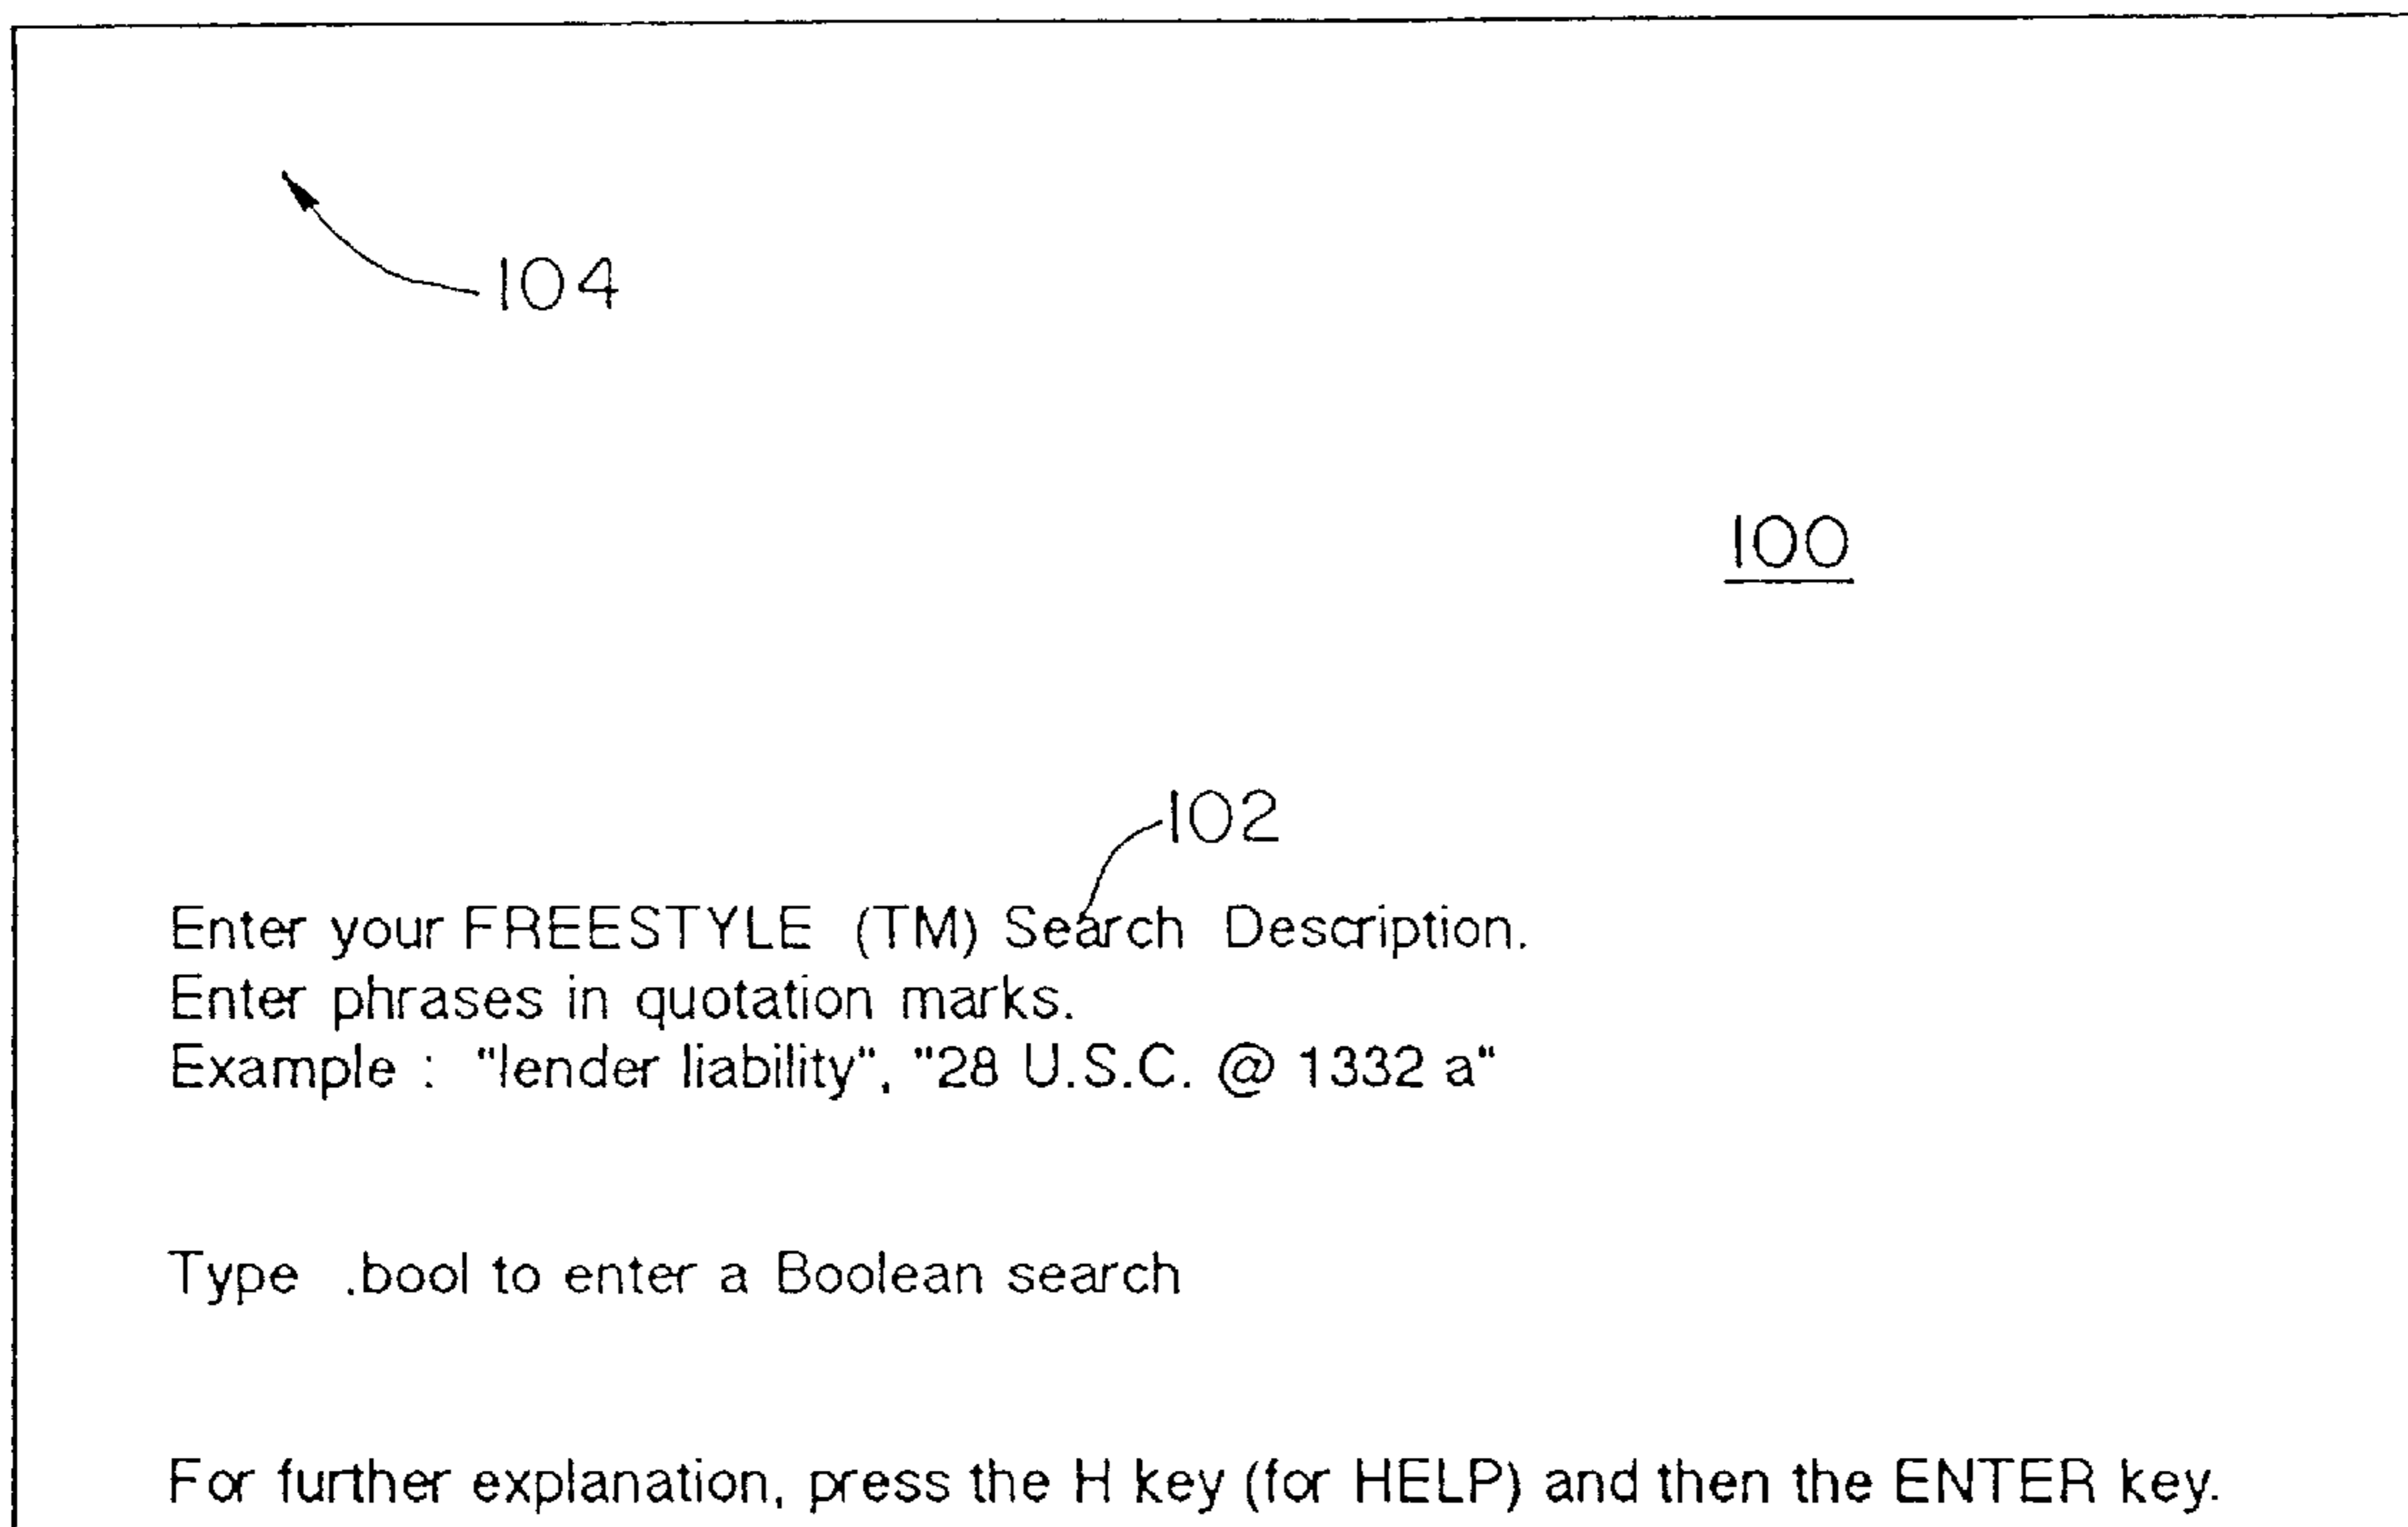 104
100
102
Enter your FREESTYLE (TM) Search Description.
Enter phrases in quotation marks.
Example : "lender liability", "28 U.S.C. @ 1332 a"
Type .bool to enter a Boolean search
For further explanation, press the H key (for HELP) and then the ENTER key.